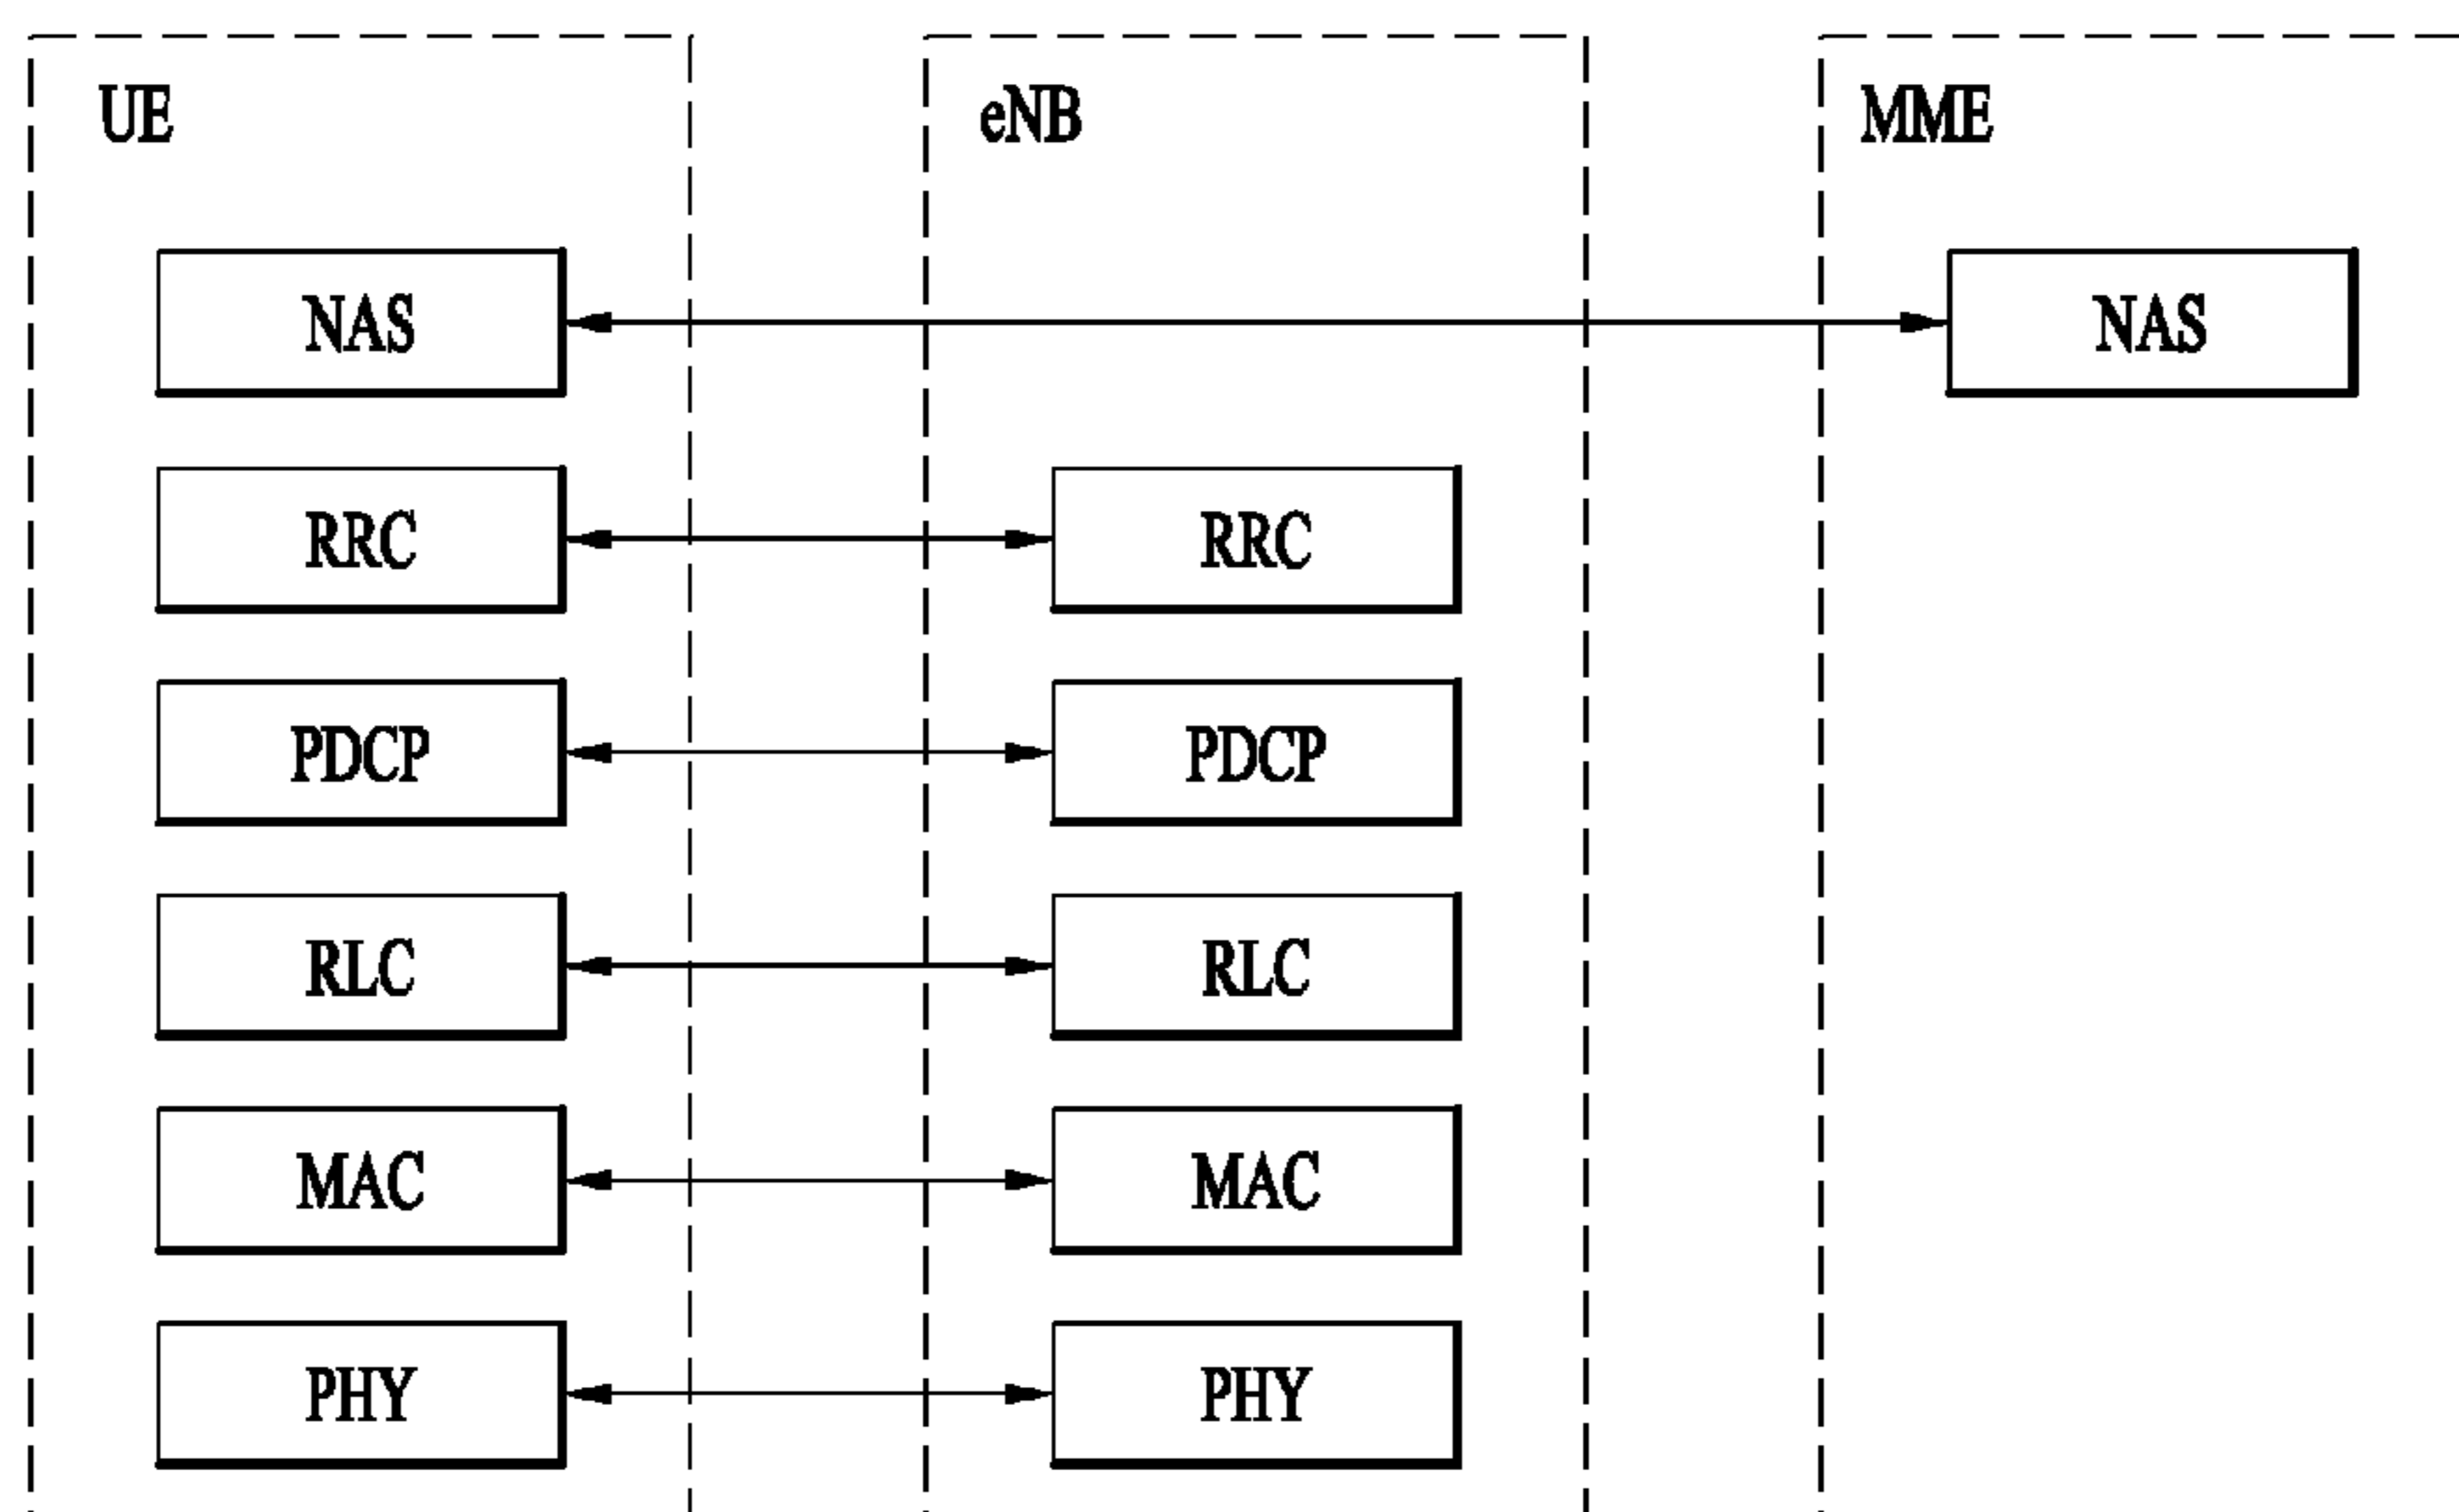 UE eNB MME
NAS NAS
RRC RRC
PDCP PDCP
RLC RLC
MAC MAC
PHY PHY